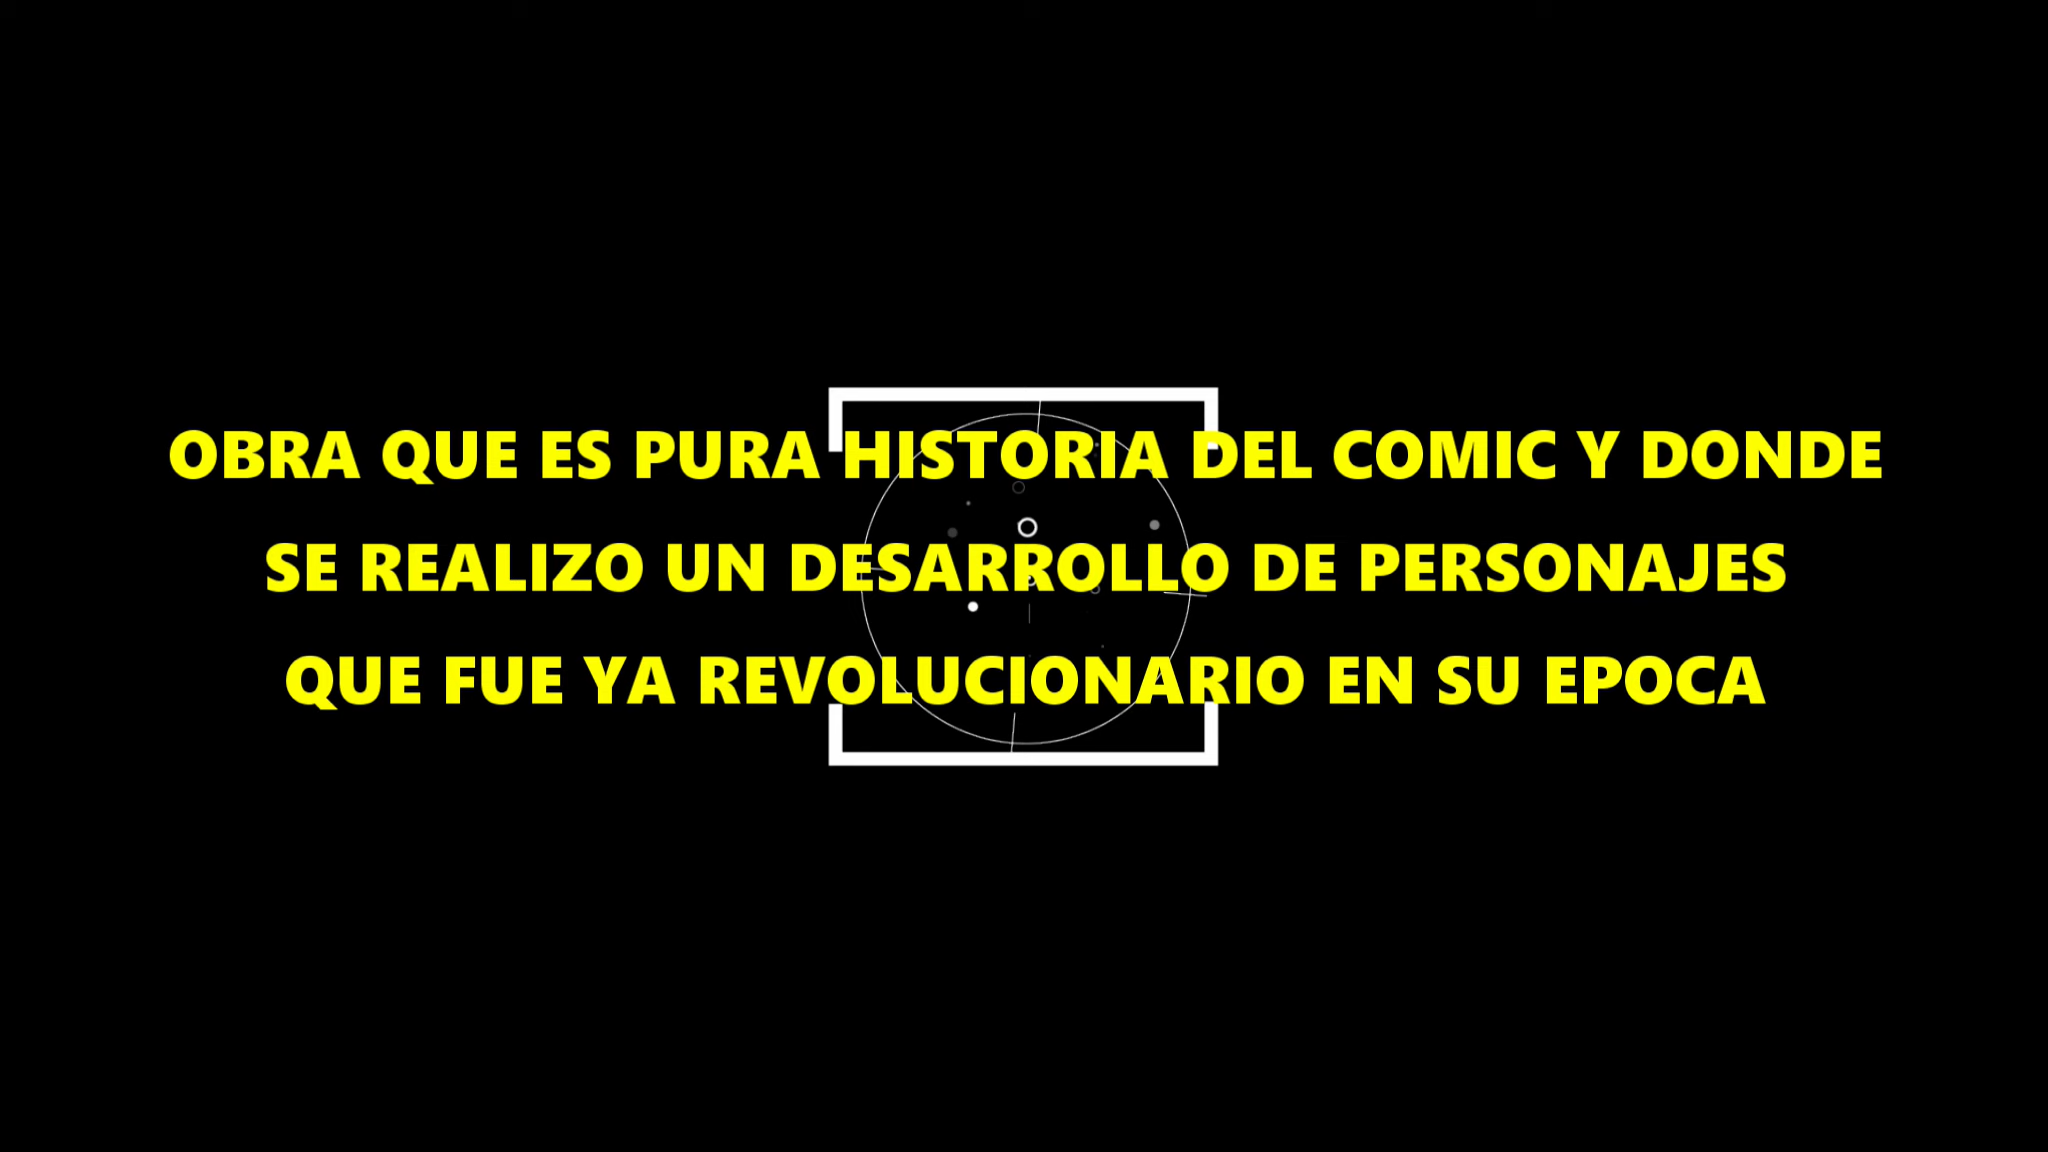 OBRA QUE ES PURA HISTORIA DEL COMIC Y DONDE
SE REALIZO UN DESARROLLO DE PERSONAJES
QUE FUE YA REVOLUCIONARIO EN SU EPOCA